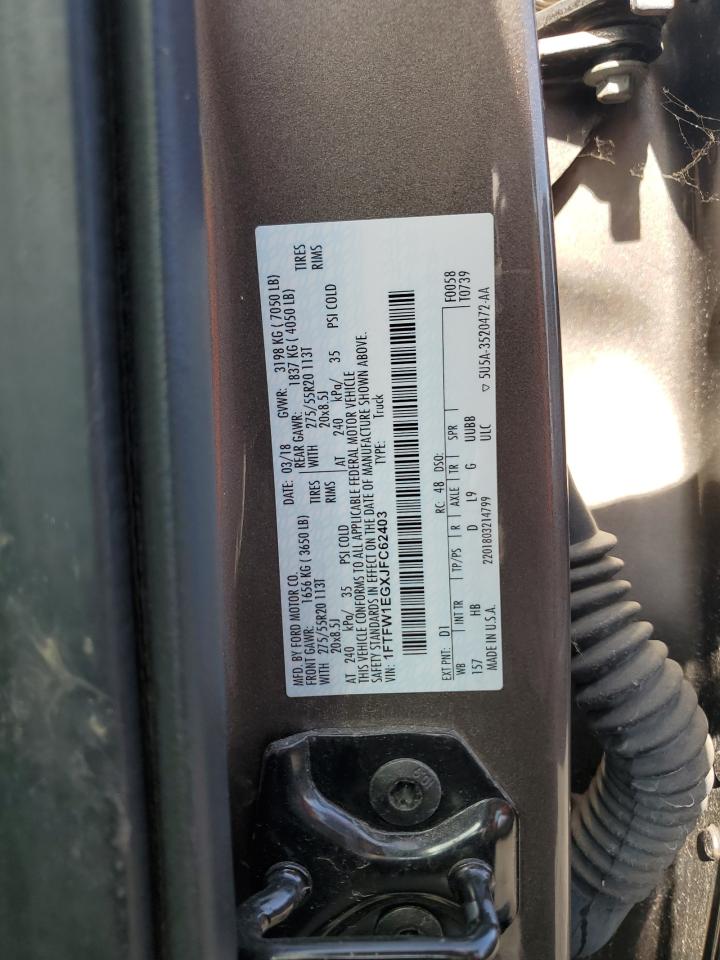 MFD. BY FORD MOTOR CO.
DATE: 03/18 GVWR: 3198 KG ( 7050 LB)
FRONT GAWR: 1656 KG ( 3650 LB)
REAR GAWR: 1837 KG ( 4050 LB)
WITH 275/55R20 113T TIRES
WITH 275/55R20 113T TIRES
20x8.5J RIMS
20x8.5J RIMS
AT 240 kPa/ 35 PSI COLD
AT 240 kPa/ 35 PSI COLD
THIS VEHICLE CONFORMS TO ALL APPLICABLE FEDERAL MOTOR VEHICLE
SAFETY STANDARDS IN EFFECT ON THE DATE OF MANUFACTURE SHOWN ABOVE.
VIN: 1FTFW1EGXJFC62403 TYPE: Truck
F0058
T0739
EXT PNT: D1 RC: 48 DSO:
WB INT TR TP/PS R AXLE TR SPR
157 HB D L9 G UUBB
MADE IN U.S.A. 2201803214799 ULC
▽ 5U5A-3520472-AA